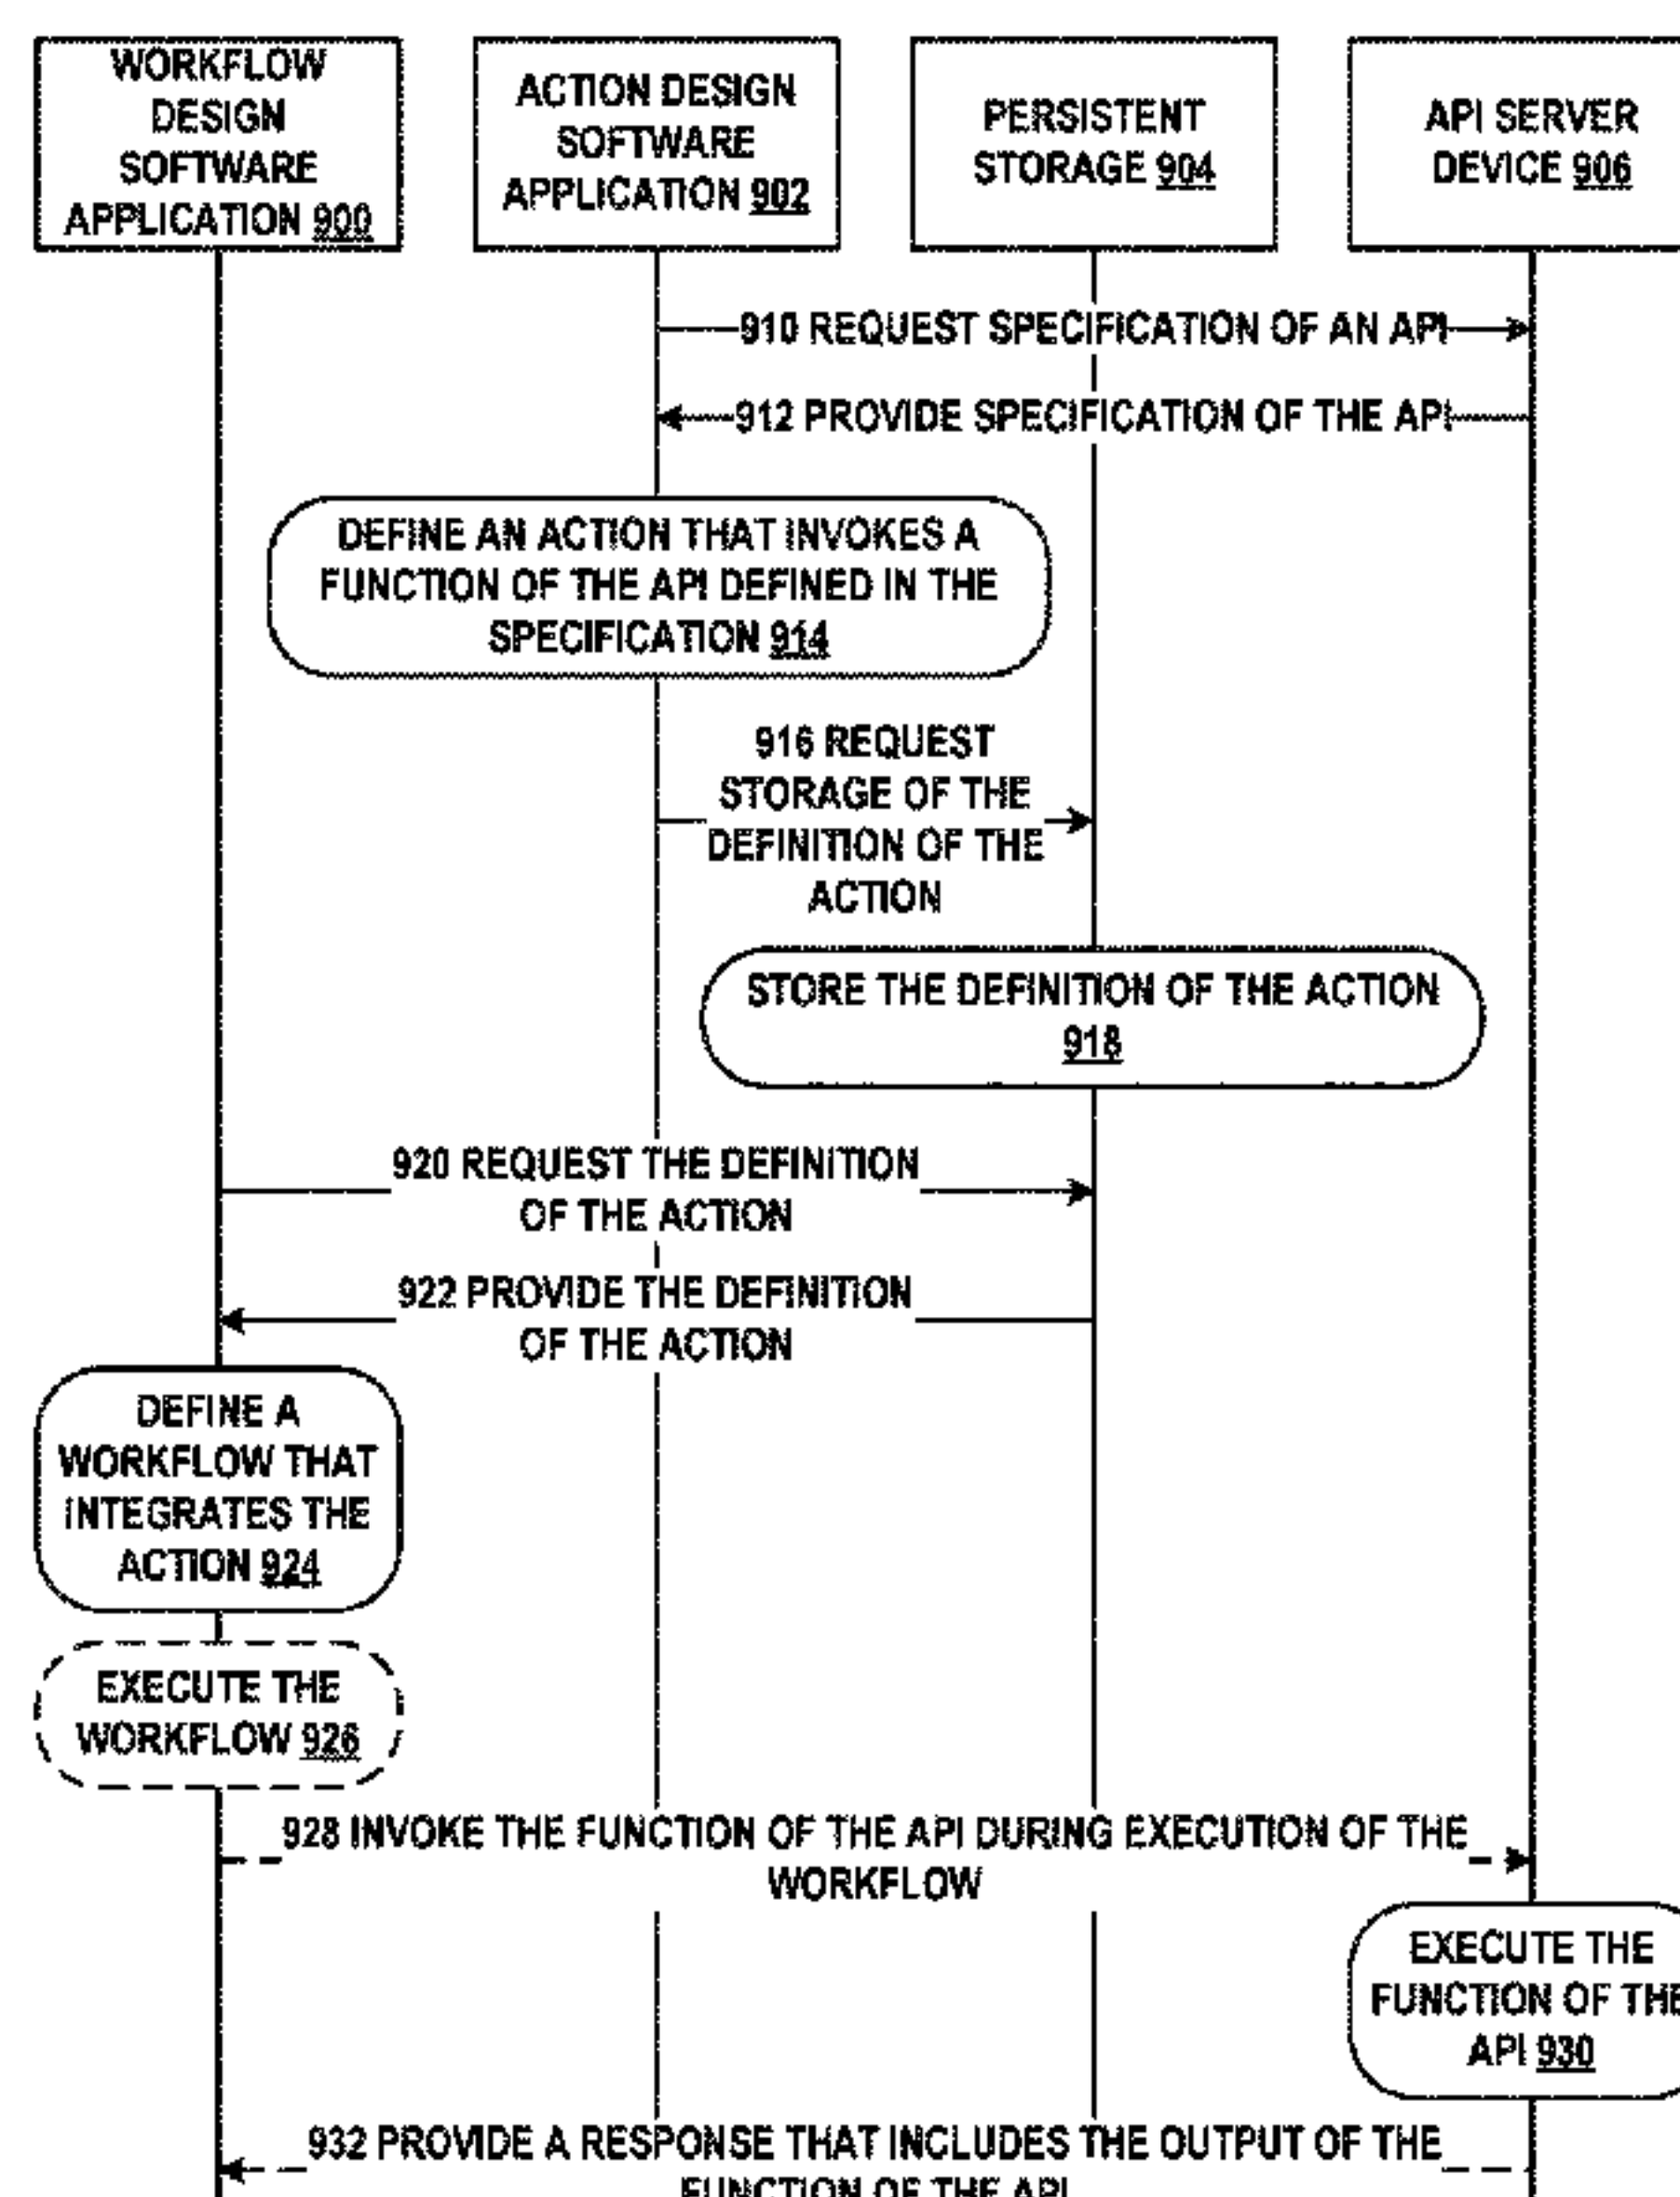 WORKFLOW
DESIGN
SOFTWARE
APPLICATION 900
ACTION DESIGN
SOFTWARE
APPLICATION 902
PERSISTENT
STORAGE 904
API SERVER
DEVICE 906
910 REQUEST SPECIFICATION OF AN API
912 PROVIDE SPECIFICATION OF THE API
DEFINE AN ACTION THAT INVOKES A
FUNCTION OF THE API DEFINED IN THE
SPECIFICATION 914
916 REQUEST
STORAGE OF THE
DEFINITION OF THE
ACTION
STORE THE DEFINITION OF THE ACTION
918
920 REQUEST THE DEFINITION
OF THE ACTION
922 PROVIDE THE DEFINITION
OF THE ACTION
DEFINE A
WORKFLOW THAT
INTEGRATES THE
ACTION 924
EXECUTE THE
WORKFLOW 926
928 INVOKE THE FUNCTION OF THE API DURING EXECUTION OF THE
WORKFLOW
EXECUTE THE
FUNCTION OF THE
API 930
932 PROVIDE A RESPONSE THAT INCLUDES THE OUTPUT OF THE
FUNCTION OF THE API